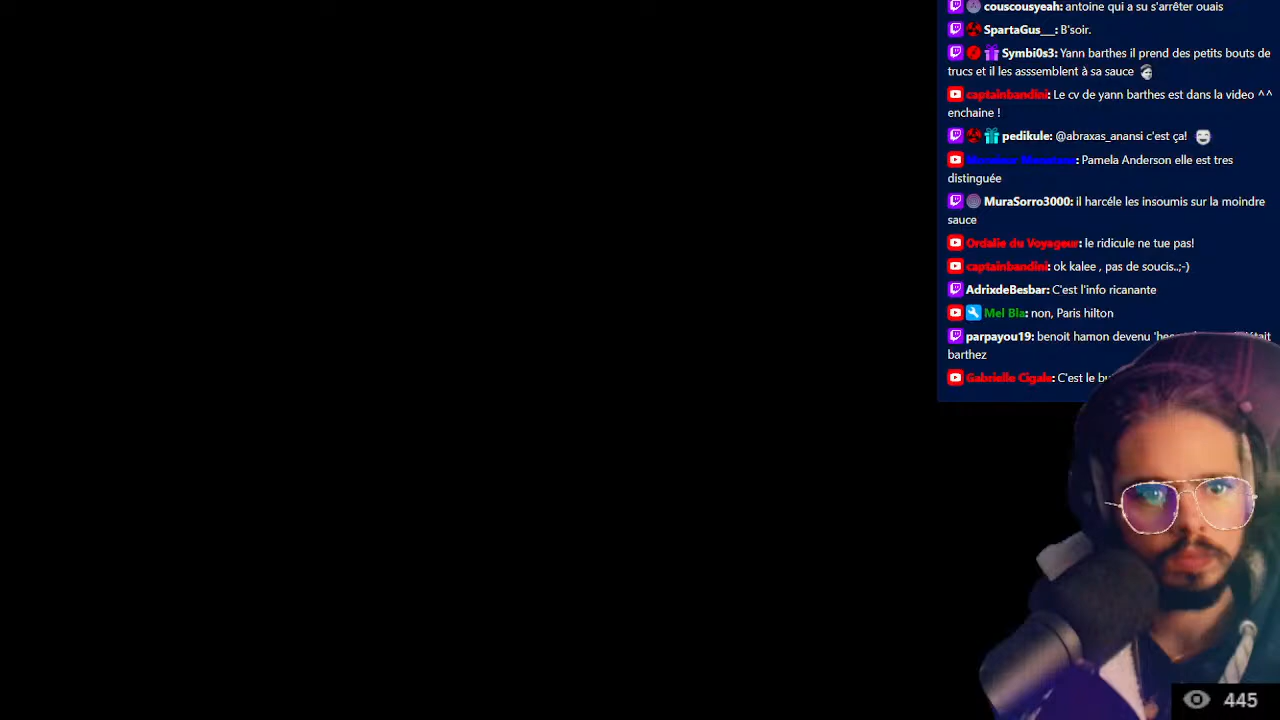 couscousyeah: antoine qui a su s'arrêter ouais
SpartaGus__: B'soir.
Symbi0s3: Yann barthes il prend des petits bouts de
trucs et il les asssemblent à sa sauce
captainbandini: Le cv de yann barthes est dans la video ^^
enchaine !
pedikule: @abraxas_anansi c'est ça!
Pamela Anderson elle est tres
distinguée
MuraSorro3000: il harcéle les insoumis sur la moindre
sauce
Ordalie du Voyageur: le ridicule ne tue pas!
captainbandini: ok kalee , pas de soucis..;-)
AdrixdeBesbar: C'est l'info ricanante
Mel Bla: non, Paris hilton
parpayou19: benoit hamon devenu
barthez
Gabrielle Cigale: C'est le
445